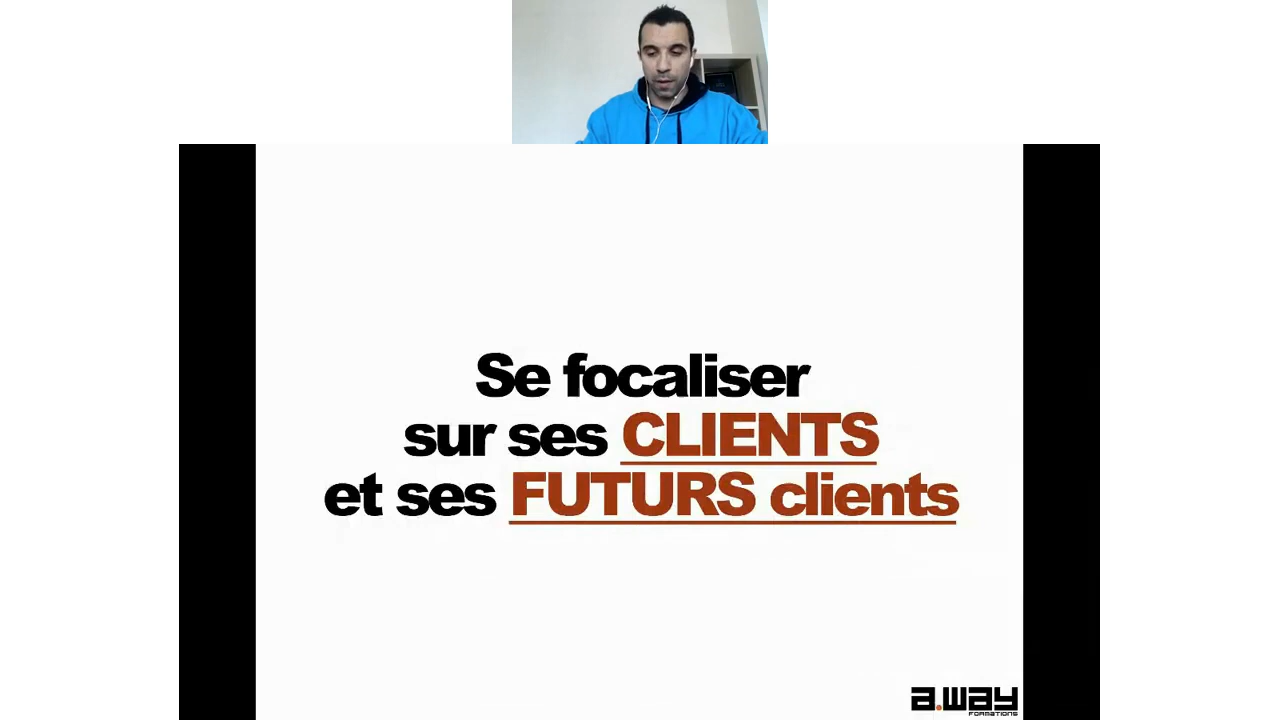 Se focaliser
sur ses CLIENTS
et ses FUTURS clients
a.way
FORMATIONS